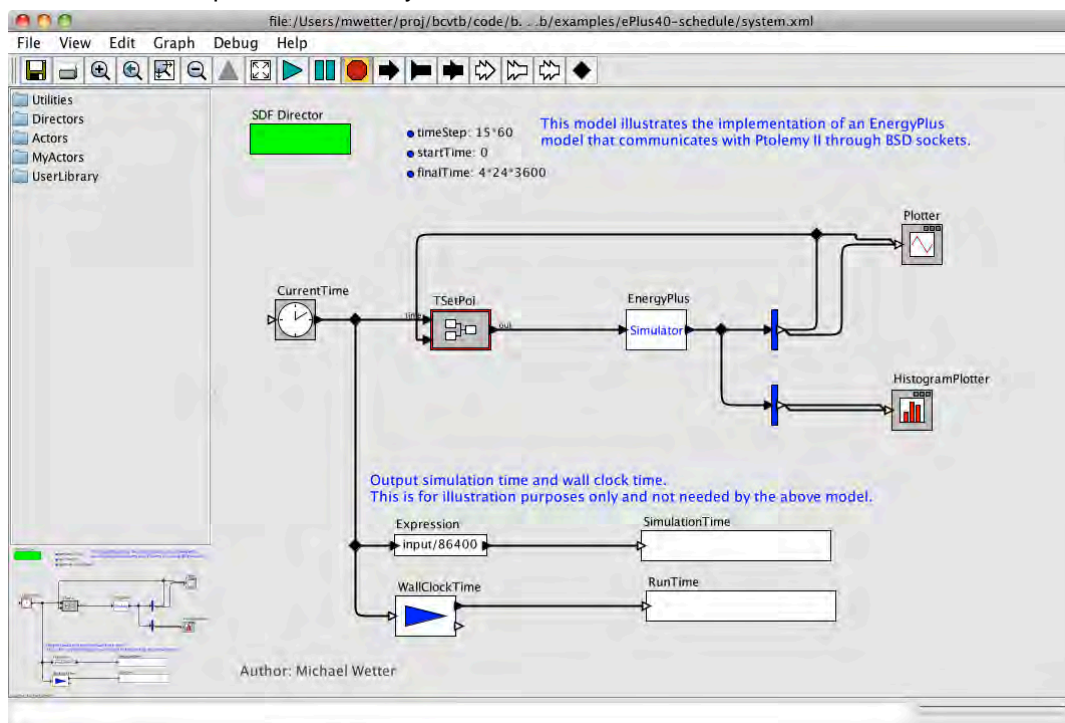 file:/Users/mwetter/proj/bcvtb/code/b. ..b/examples/ePlus40-schedule/system.xml
File View Edit Graph Debug Help
Utilities
Directors
Actors
MyActors
UserLibrary
SDF Director
timeStep: 15*60
startTime: 0
finalTime: 4*24*3600
This model illustrates the implementation of an EnergyPlus
model that communicates with Ptolemy II through BSD sockets.
Plotter
CurrentTime
TSetPoi
time
out
EnergyPlus
Simulator
HistogramPlotter
Output simulation time and wall clock time.
This is for illustration purposes only and not needed by the above model.
Expression
input/86400
SimulationTime
WallClockTime
RunTime
Author: Michael Wetter